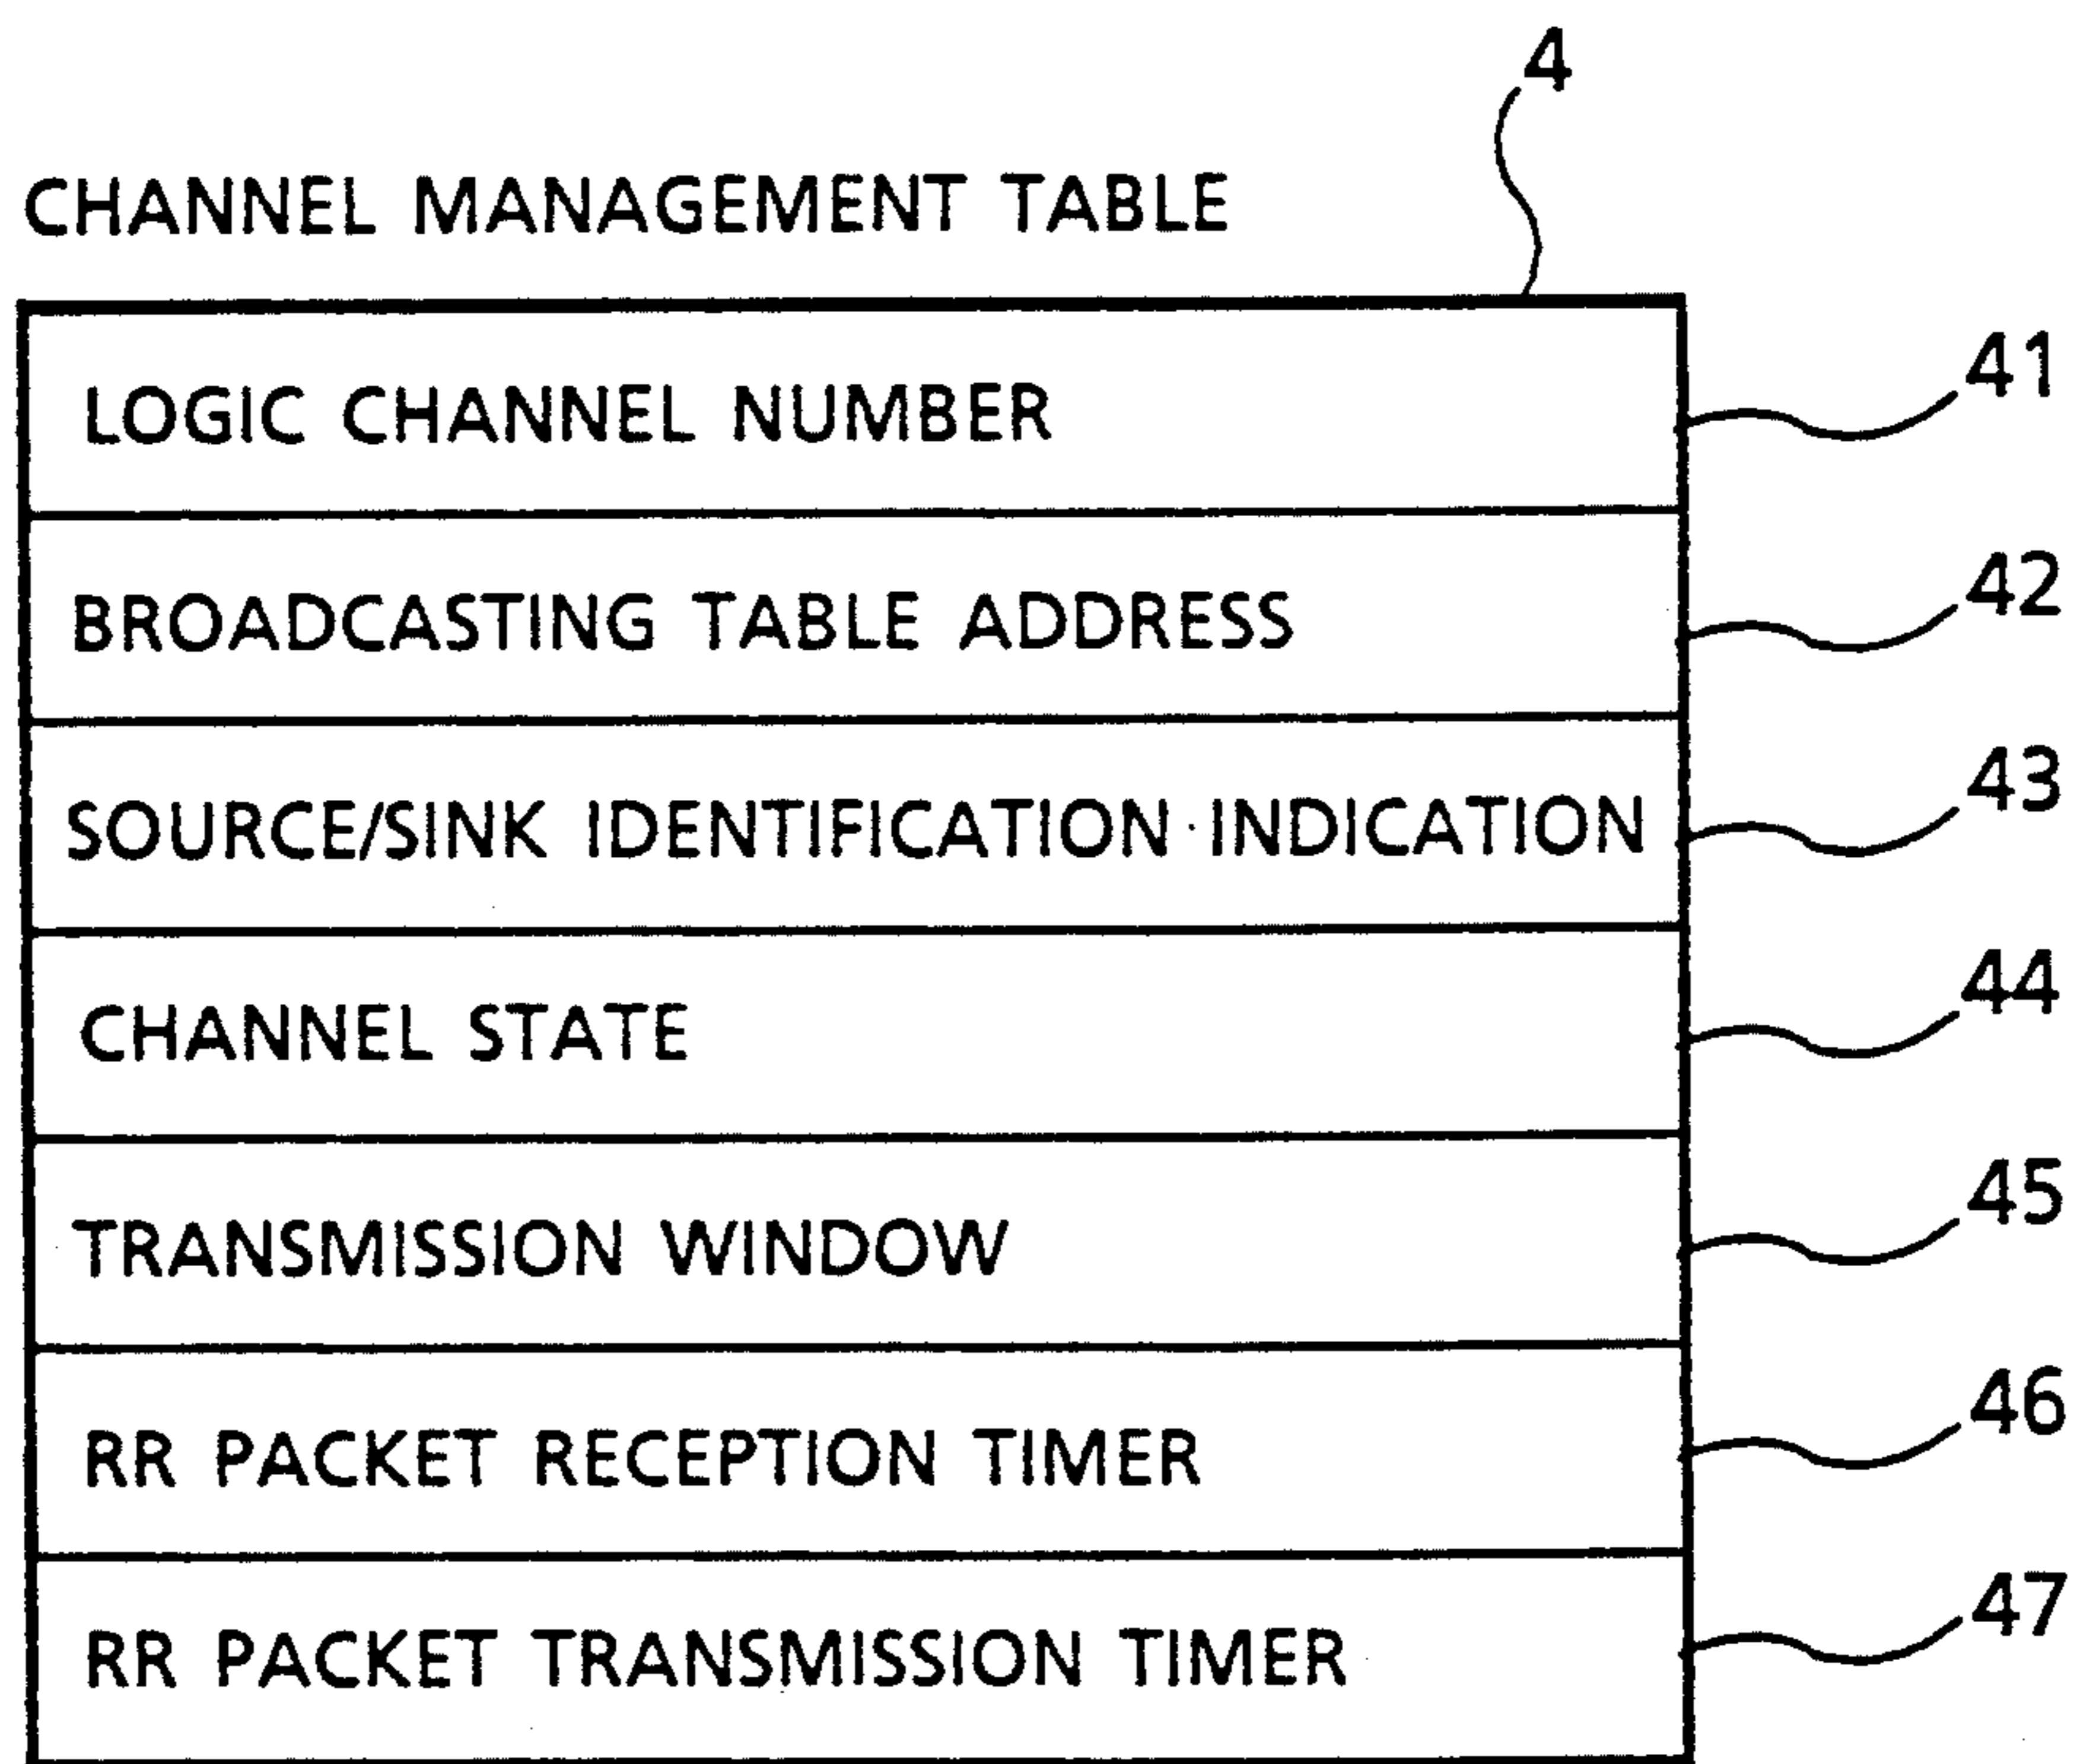 4
CHANNEL MANAGEMENT TABLE
LOGIC CHANNEL NUMBER 41
BROADCASTING TABLE ADDRESS 42
SOURCE/SINK IDENTIFICATION INDICATION 43
CHANNEL STATE 44
TRANSMISSION WINDOW 45
RR PACKET RECEPTION TIMER 46
RR PACKET TRANSMISSION TIMER 47